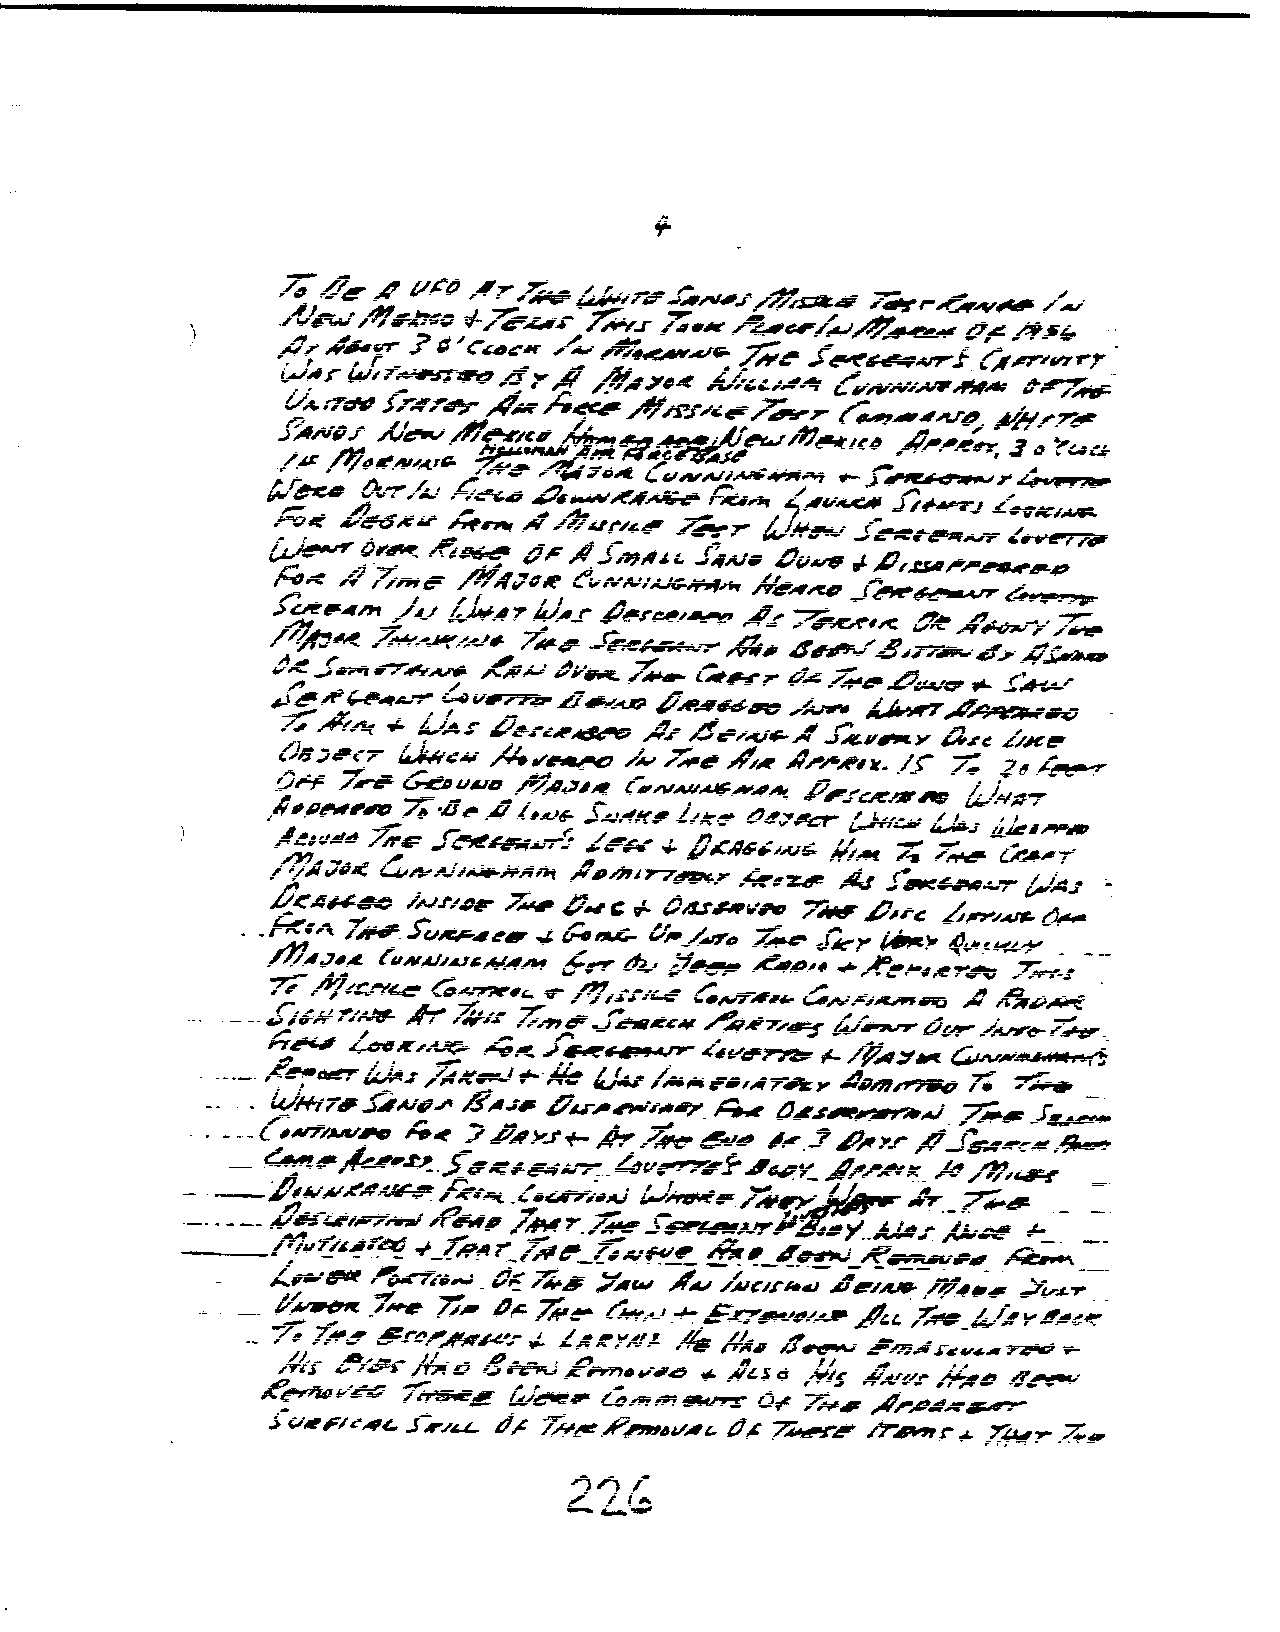 4
TO BE A UFO AT THE WHITE SANDS MISSLE TEST RANGE IN
NEW MEXICO + TEXAS THIS TOOK PLACE IN MARCH OF 1956
AT ABOUT 3 O'CLOCK IN MORNING THE SERGEANT'S CAPTIVITY
WAS WITNESSED BY A MAYOR WILLIAM CUNNINGHAM OF THE
UNITED STATES AIR FORCE MISSILE TEST COMMAND, WHITE
SANDS NEW MEXICO NEW MEXICO APPROX, 3 O'CLOCK
HOLLOMAN AIR FORCE BASE
IN MORNING THE MAJOR CUNNINGHAM + SERGEANT LOVETTE
WERE OUT IN FIELD DOWNRANGE FROM LAUNCH SIGHTS LOOKING
FOR DEBRIS FROM A MISSILE TEST WHEN SERGEANT LOVETTE
WENT OVER RIDGE OF A SMALL SAND DUNE + DISSAPPEARED
FOR A TIME MAJOR CUNNINGHAM HEARD SERGEANT LOVETTE
SCREAM IN WHAT WAS DESCRIBED AS TERROR OR AGONY THE
MAJOR THINKING THE SERGEANT HAD BEEN BITTEN BY A SNAKE
OR SOMETHING RAN OVER THE CREST OF THE DUNE + SAW
SERGEANT LOVETTE BEING DRAGGED INTO WHAT APPEARED
TO HIM + WAS DESCRIBED AS BEING A SILVERY DISC LIKE
OBJECT WHICH HOVERED IN THE AIR APPROX. 15 TO 20 FEET
OFF THE GROUND MAJOR CUNNINGHAM DESCRIBED WHAT
APPEARED TO BE A LONG SNAKE LIKE OBJECT WHICH WAS WRAPPED
AROUND THE SERGEANT'S LEGS + DRAGGING HIM TO THE CRAFT
MAJOR CUNNINGHAM ADMITTEDLY FROZE AS SERGEANT WAS
DRAGGED INSIDE THE DISC + OBSERVED THE DISC LIFTING OFF
FROM THE SURFACE + GOING UP INTO THE SKY VERY QUICKLY
MAJOR CUNNINGHAM GOT ON JEEP RADIO + REPORTED THIS
TO MISSILE CONTROL + MISSILE CONTROL CONFIRMED A RADAR
SIGHTING AT THIS TIME SEARCH PARTIES WENT OUT INTO THE
FIELD LOOKING FOR SERGEANT LOVETTE + MAJOR CUNNINGHAM'S
REPORT WAS TAKEN + HE WAS IMMEDIATELY ADMITTED TO THE
WHITE SANDS BASE DISPENSARY FOR OBSERVATION THE SEARCH
CONTINUED FOR 3 DAYS + AT THE END OF 3 DAYS A SEARCH
CAME ACROSS SERGEANT LOVETTE'S BODY APPROX 10 MILES
DOWNRANGE FROM LOCATION WHERE THEY WERE AT THE
DESCRIPTION READ THAT THE SERGEANT'S BODY WAS NUDE +
MUTILATED + THAT THE TONGUE HAD BEEN REMOVED FROM
LOWER PORTION OF THE JAW AN INCISION BEING MADE JUST
UNDER THE TIP OF THE CHIN + EXTENDING ALL THE WAY BACK
TO THE ESOPHAGUS + LARYNX HE HAD BEEN EMASCULATED +
HIS EYES HAD BEEN REMOVED + ALSO HIS ANUS HAD BEEN
REMOVED THERE WERE COMMENTS OF THE APPARENT
SURGICAL SKILL OF THE REMOVAL OF THESE ITEMS + THAT THE
226